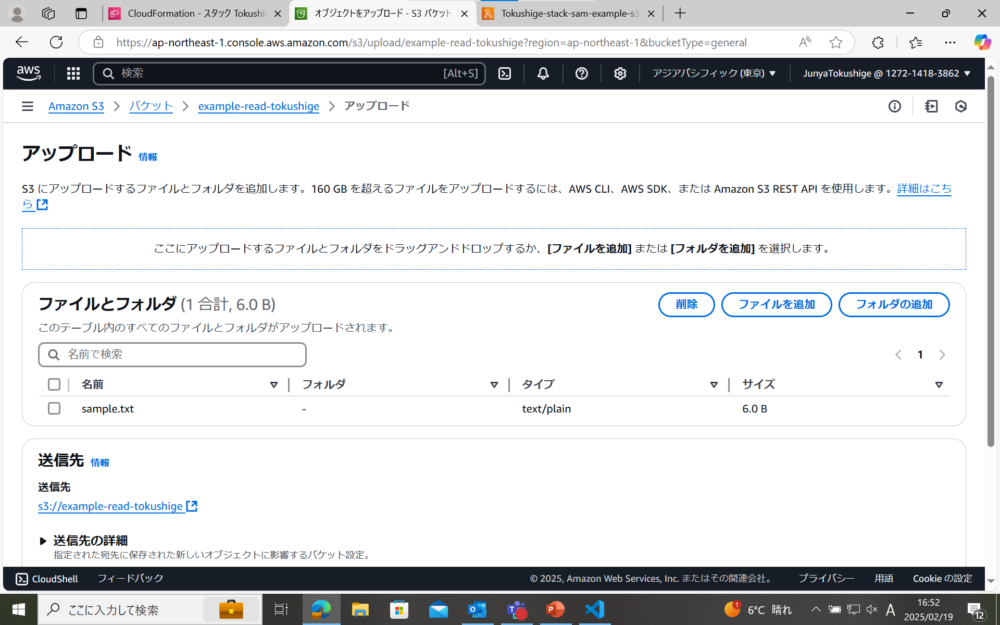 CloudFormation - スタック Tokushig
オブジェクトをアップロード - S3 バケット
Tokushige-stack-sam-example-s3
https://ap-northeast-1.console.aws.amazon.com/s3/upload/example-read-tokushige?region=ap-northeast-1&bucketType=general
aws
検索
[Alt+S]
アジアパシフィック (東京)
JunyaTokushige @ 1272-1418-3862
Amazon S3
バケット
example-read-tokushige
アップロード
アップロード 情報
S3 にアップロードするファイルとフォルダを追加します。160 GB を超えるファイルをアップロードするには、AWS CLI、AWS SDK、または Amazon S3 REST API を使用します。詳細はこち
ら
ここにアップロードするファイルとフォルダをドラッグアンドドロップするか、[ファイルを追加] または [フォルダを追加] を選択します。
ファイルとフォルダ (1 合計, 6.0 B)
削除
ファイルを追加
フォルダの追加
このテーブル内のすべてのファイルとフォルダがアップロードされます。
名前で検索
1
名前
フォルダ
タイプ
サイズ
sample.txt
-
text/plain
6.0 B
送信先 情報
送信先
s3://example-read-tokushige
送信先の詳細
指定された宛先に保存された新しいオブジェクトに影響するバケット設定。
CloudShell
フィードバック
© 2025, Amazon Web Services, Inc. またはその関連会社。
プライバシー
用語
Cookie の設定
ここに入力して検索
1
6°C 晴れ
A
16:52
2025/02/19
12